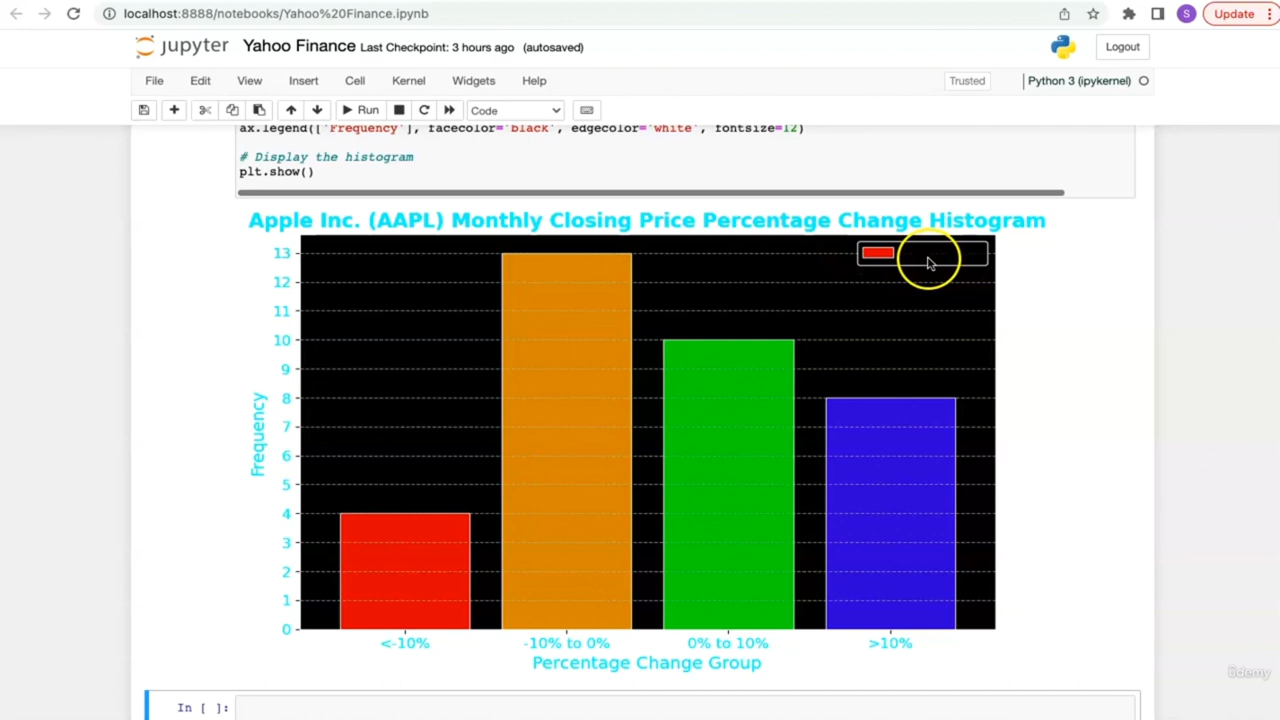 localhost:8888/notebooks/Yahoo%20Finance.ipynb
S
Update
jupyter Yahoo Finance Last Checkpoint: 3 hours ago (autosaved)
Logout
File Edit View Insert Cell Kernel Widgets Help
Trusted
Python 3 (ipykernel)
Run
Code
ax.legend(['Frequency'], facecolor='black', edgecolor='white', fontsize=12)
# Display the histogram
plt.show()
Apple Inc. (AAPL) Monthly Closing Price Percentage Change Histogram
13
12
11
10
9
8
7
6
5
4
3
2
1
0
Frequency
<-10% -10% to 0% 0% to 10% >10%
Percentage Change Group
ûdemy
In [ ]: